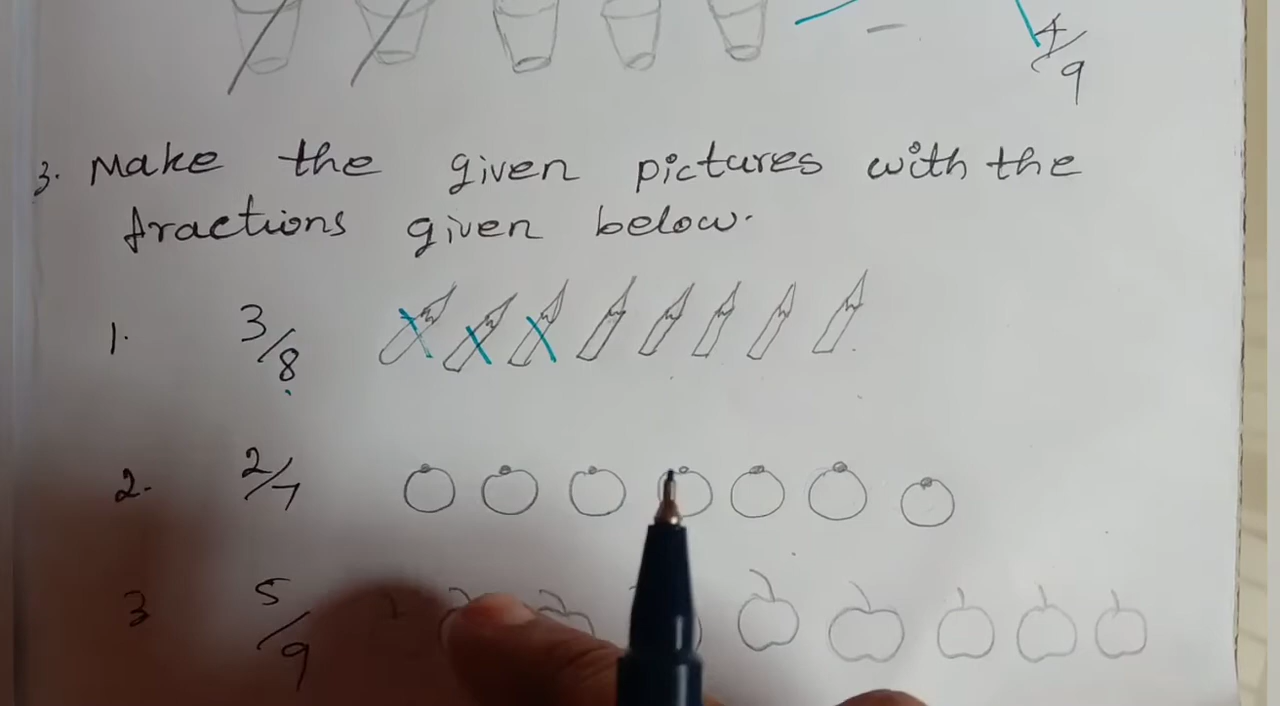 4/9
3. Make the given pictures with the
fractions given below.
1. 3/8
2. 2/7
3 5/9